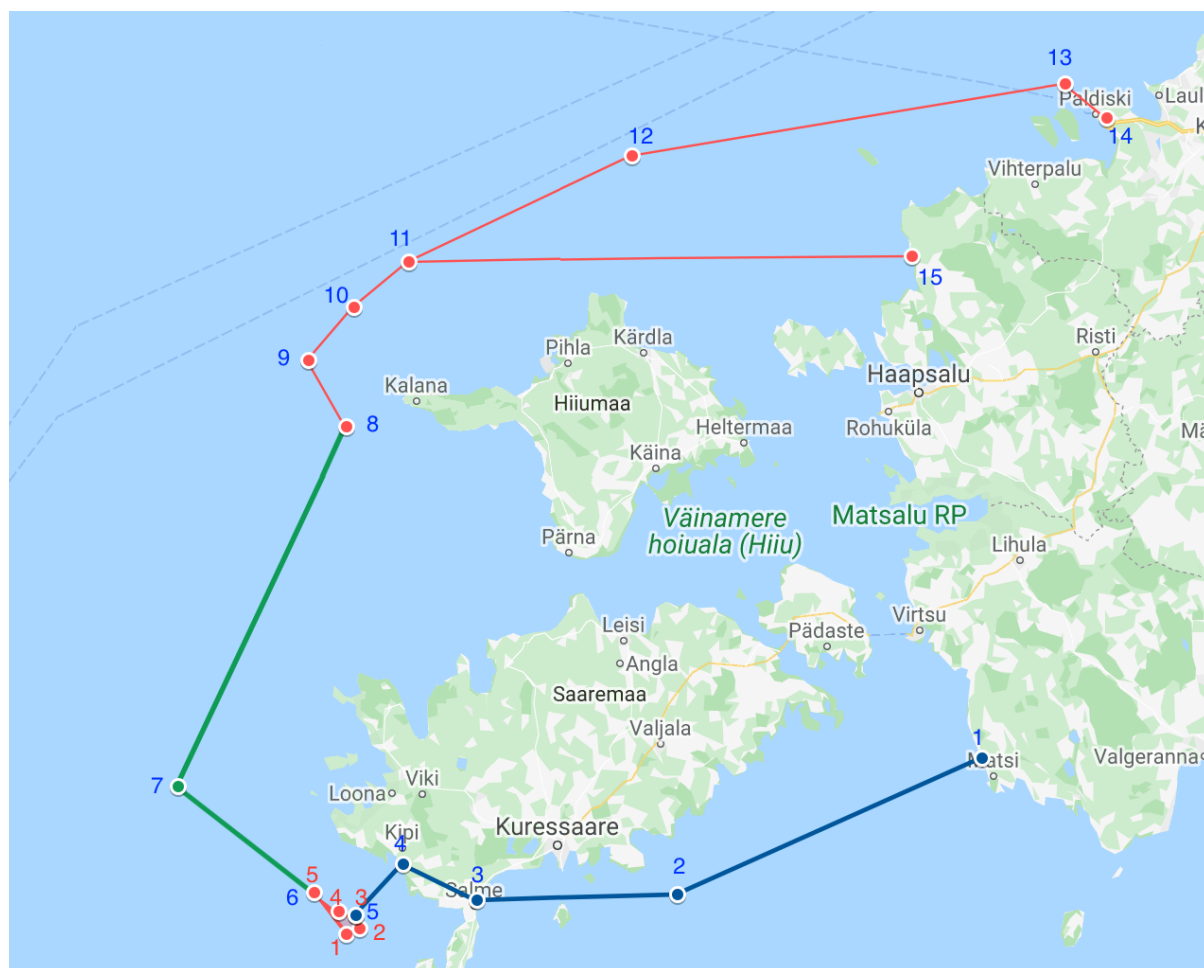 13
Paldiski
Laul
K
14
12
Vihterpalu
11
15
10
Risti
9
Pihla
Kärdla
Kalana
Haapsalu
Hiiumaa
8
Rohuküla
Heltermaa
Mä
Käina
Väinamere
hoiuala (Hiiu)
Matsalu RP
Pärna
Lihula
Virtsu
Leisi
Pädaste
Angla
Saaremaa
Valjala
1
Matsi
Valgeranna
7
Viki
Loona
Kipi
4
Kuressaare
5
6
3
Salme
2
4
3
5
1
2